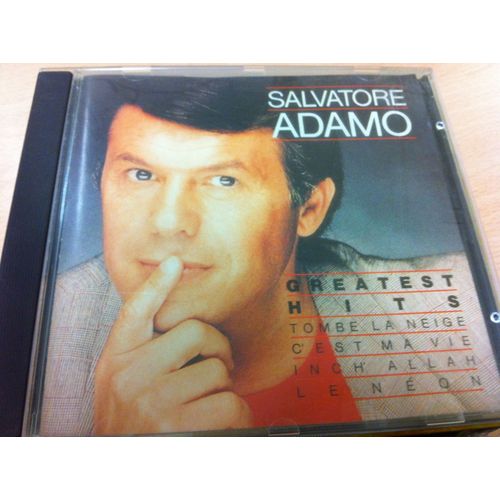 SALVATORE
ADAMO
GREATEST
HITS
TOMBE LA NEIGE
C'EST MA VIE
INCH' ALLAH
LE NÉON